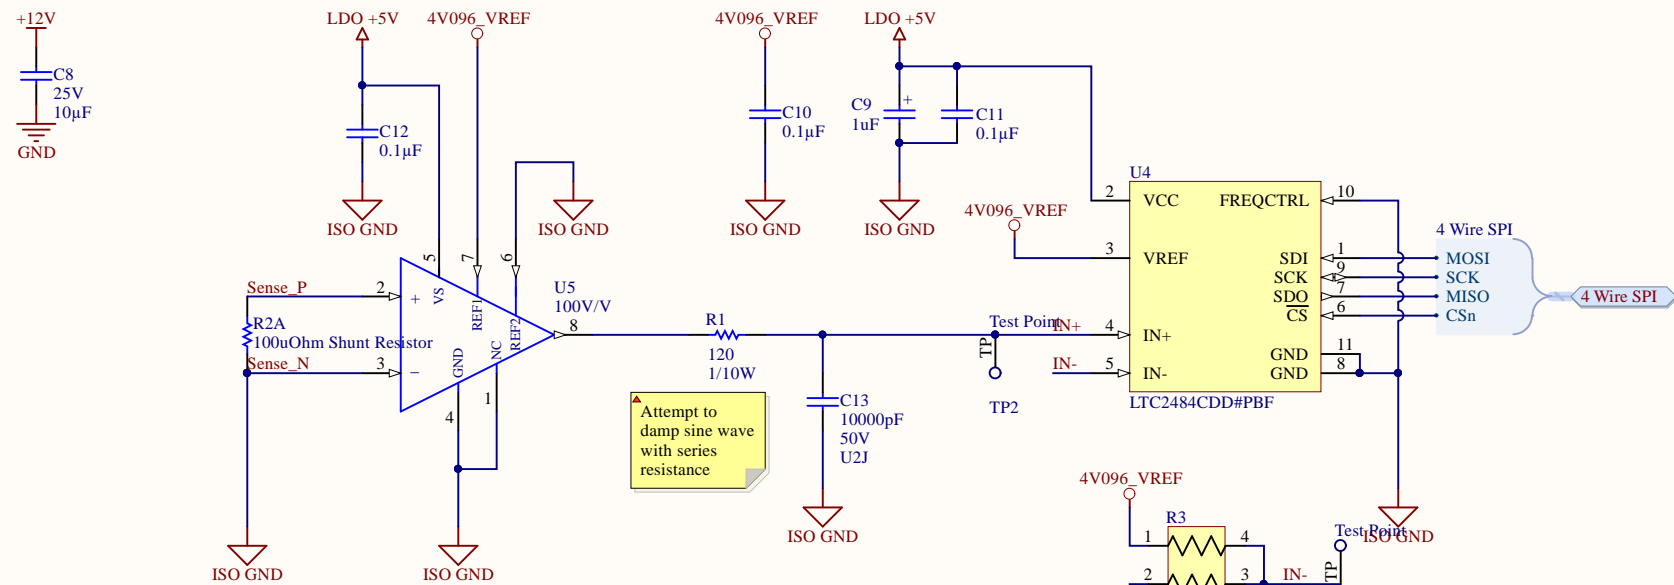 +12V
C8
25V
10µF
GND
LDO +5V
4V096_VREF
C12
0.1µF
ISO GND
ISO GND
4V096_VREF
C10
0.1µF
ISO GND
LDO +5V
C9
1uF
+
C11
0.1µF
ISO GND
Sense_P
R2A
100uOhm Shunt Resistor
Sense_N
ISO GND
2
3
+
−
5
VS
7
REF1
6
REF2
GND
4
NC
1
U5
100V/V
8
ISO GND
R1
120
1/10W
Attempt to
damp sine wave
with series
resistance
C13
10000pF
50V
U2J
ISO GND
Test Point
TP
TP2
IN+
IN-
4V096_VREF
U4
2
VCC
3
VREF
4
IN+
5
IN-
FREQCTRL
10
SDI
1
SCK
9
SDO
7
CS
6
GND
11
GND
8
LTC2484CDD#PBF
4 Wire SPI
MOSI
SCK
MISO
CSn
4 Wire SPI
ISO GND
4V096_VREF
R3
1
4
2
3
IN-
Test Point
TP